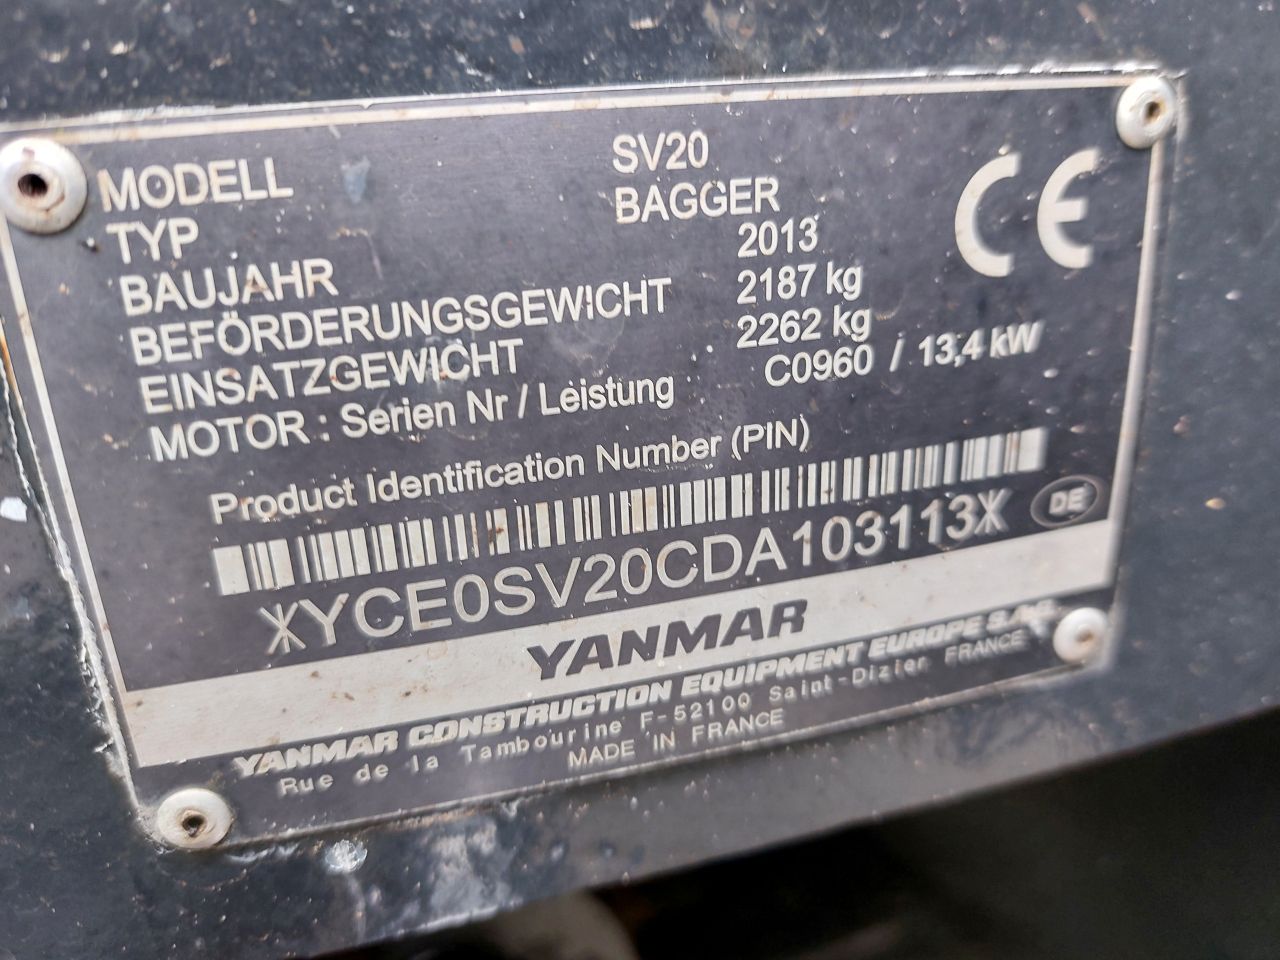 MODELL SV20
TYP BAGGER
BAUJAHR 2013
BEFÖRDERUNGSGEWICHT 2187 kg
EINSATZGEWICHT 2262 kg
MOTOR : Serien Nr / Leistung C0960 / 13,4 kW
CE
Product Identification Number (PIN)
*YCE0SV20CDA103113*
DE
YANMAR
YANMAR CONSTRUCTION EQUIPMENT EUROPE S.A.S.
Rue de la Tambourine F-52100 Saint-Dizier FRANCE
MADE IN FRANCE